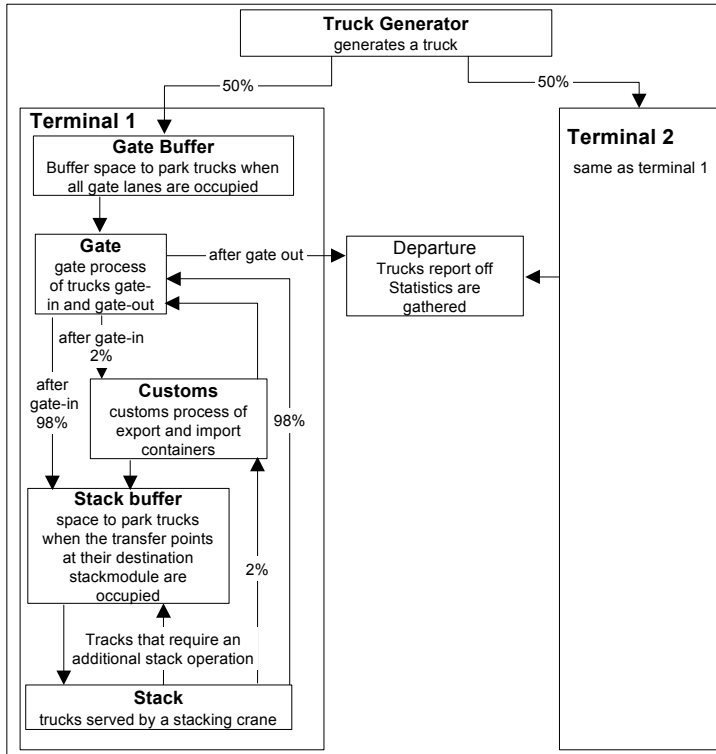 Truck Generator
generates a truck
50%
50%
Terminal 1
Gate Buffer
Buffer space to park trucks when
all gate lanes are occupied
Terminal 2
same as terminal 1
Gate
gate process
of trucks gate-
in and gate-out
after gate out
Departure
Trucks report off
Statistics are
gathered
after gate-in
2%
after
gate-in
98%
Customs
customs process of
export and import
containers
98%
Stack buffer
space to park trucks
when the transfer points
at their destination
stackmodule are
occupied
2%
Tracks that require an
additional stack operation
Stack
trucks served by a stacking crane